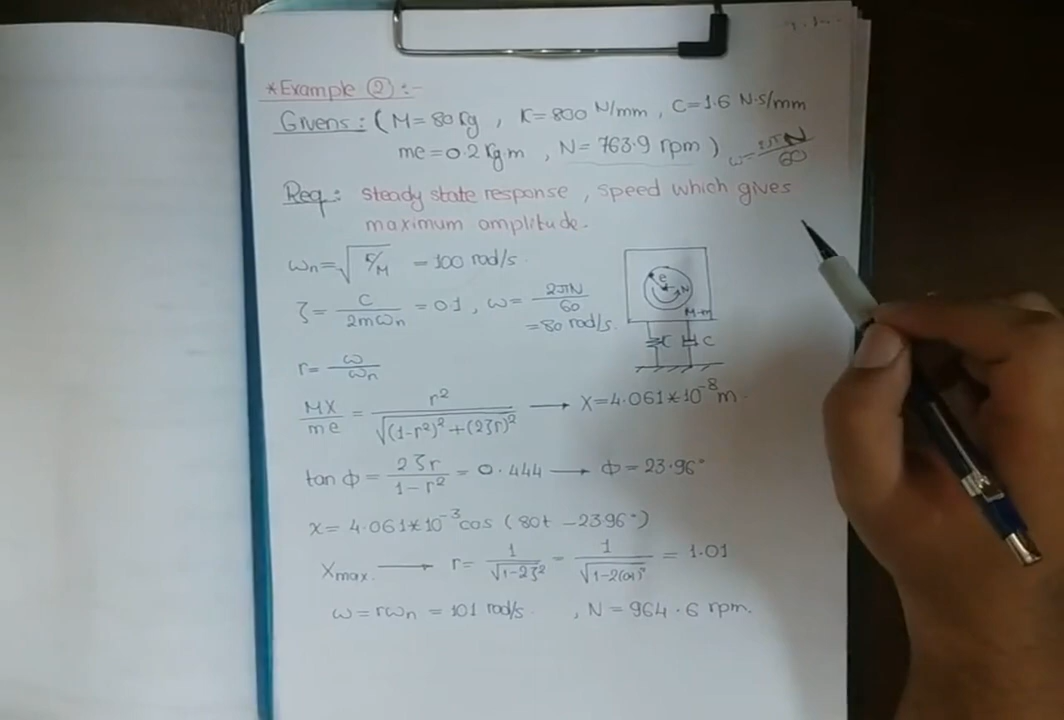 *Example ② :-
Givens : ( M = 80 kg , K = 800 N/mm , C = 1.6 N.s/mm
me = 0.2 kg.m , N = 763.9 rpm ) ω = 2πN/60
Req : steady state response , speed which gives
maximum amplitude .
ωn = √K/M = 100 rad/s .
ζ = C/2mωn = 0.1 , ω = 2πN/60
= 80 rad/s .
e N
M-m
K C
r = ω/ωn
MX/me = r²/√(1-r²)²+(2ζr)² → X = 4.061*10⁻⁸ m .
tan φ = 2ζr/1-r² = 0.444 → φ = 23.96°
x = 4.061*10⁻³ cos (80t - 23.96°)
Xmax. → r = 1/√1-2ζ² = 1/√1-2(0.1)² = 1.01
ω = rωn = 101 rad/s . , N = 964.6 rpm.